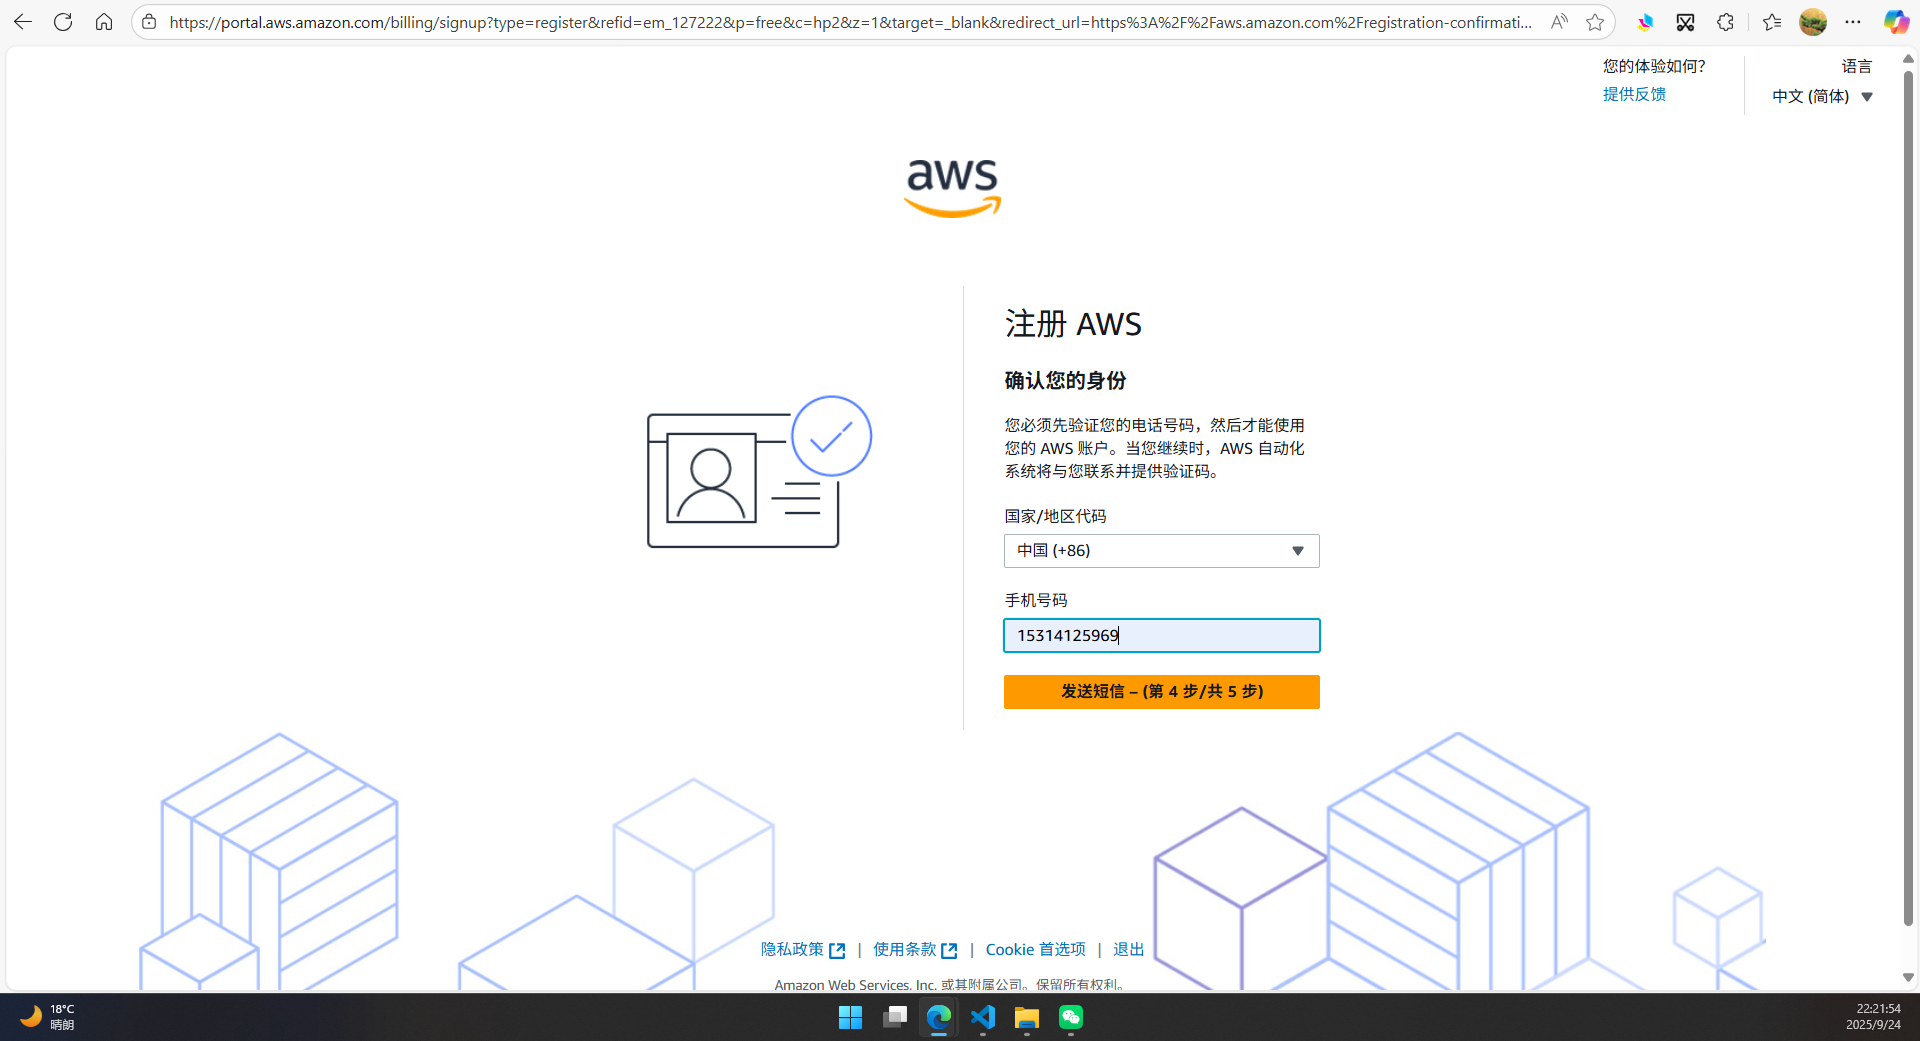 https://portal.aws.amazon.com/billing/signup?type=register&refid=em_127222&p=free&c=hp2&z=1&target=_blank&redirect_url=https%3A%2F%2Faws.amazon.com%2Fregistration-confirmati...
您的体验如何?
提供反馈
语言
中文 (简体)
aws
注册 AWS
确认您的身份
您必须先验证您的电话号码，然后才能使用
您的 AWS 账户。当您继续时，AWS 自动化
系统将与您联系并提供验证码。
国家/地区代码
中国 (+86)
手机号码
15314125969
发送短信 – (第 4 步/共 5 步)
隐私政策 | 使用条款 | Cookie 首选项 | 退出
Amazon Web Services, Inc. 或其附属公司。保留所有权利。
18°C
晴朗
22:21:54
2025/9/24